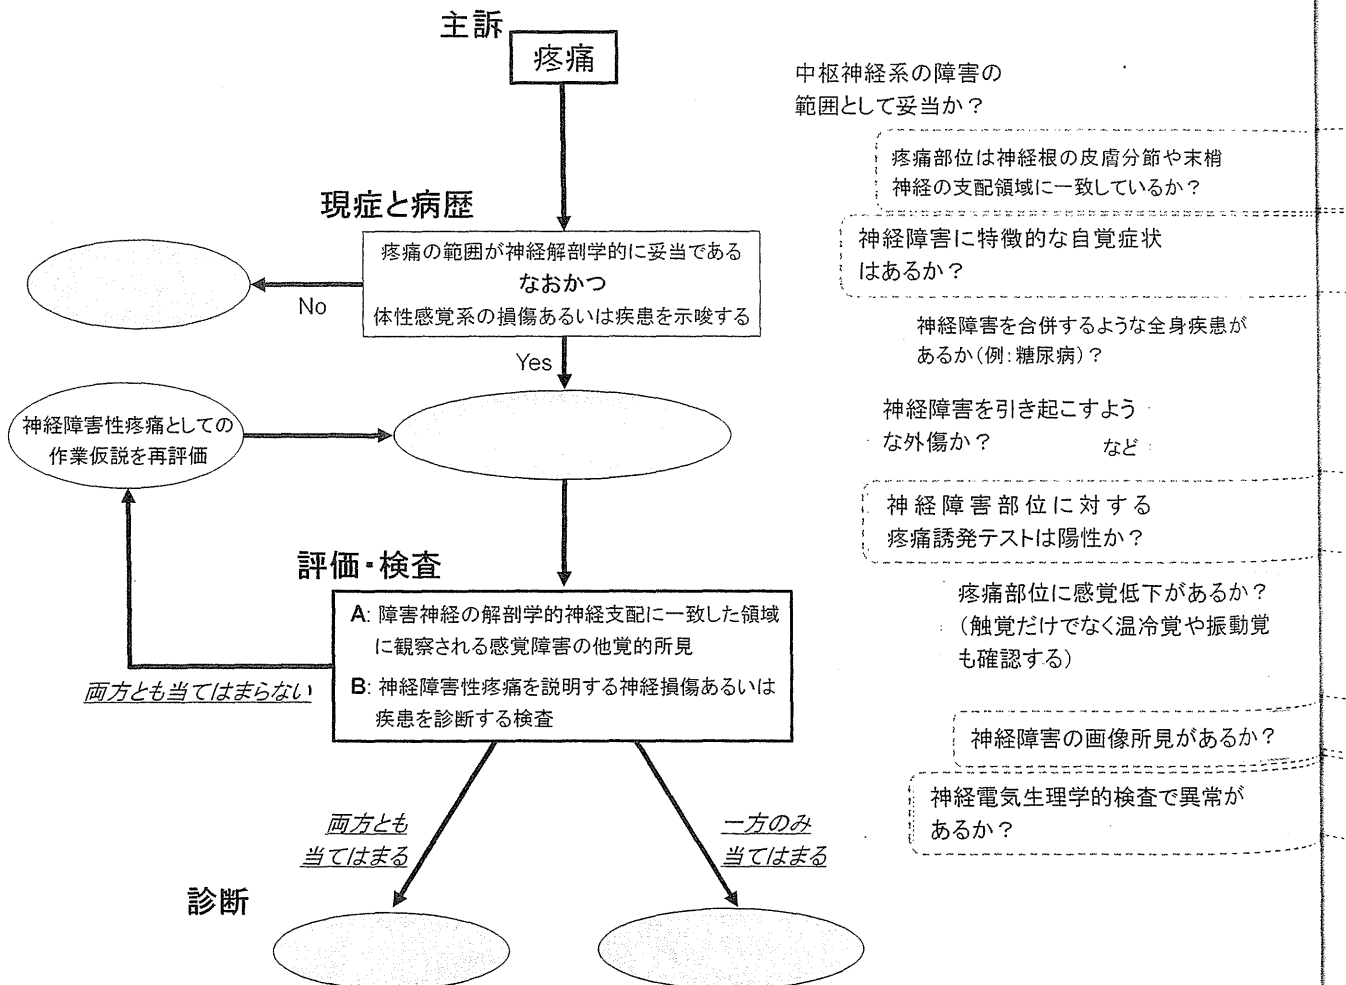 主訴
疼痛
現症と病歴
疼痛の範囲が神経解剖学的に妥当である
なおかつ
体性感覚系の損傷あるいは疾患を示唆する
No
Yes
神経障害性疼痛としての
作業仮説を再評価
評価・検査
A: 障害神経の解剖学的神経支配に一致した領域
に観察される感覚障害の他覚的所見
B: 神経障害性疼痛を説明する神経損傷あるいは
疾患を診断する検査
両方とも当てはまらない
両方とも
当てはまる
一方のみ
当てはまる
診断
中枢神経系の障害の
範囲として妥当か？
疼痛部位は神経根の皮膚分節や末梢
神経の支配領域に一致しているか？
神経障害に特徴的な自覚症状
はあるか？
神経障害を合併するような全身疾患が
あるか（例：糖尿病）？
神経障害を引き起こすよう
な外傷か？
など
神経障害部位に対する
疼痛誘発テストは陽性か？
疼痛部位に感覚低下があるか？
（触覚だけでなく温冷覚や振動覚
も確認する）
神経障害の画像所見があるか？
神経電気生理学的検査で異常が
あるか？